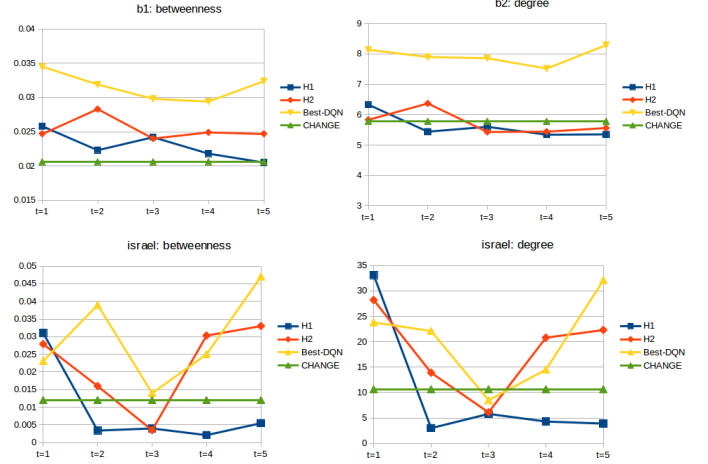 b1: betweenness
0.04
0.035
0.03
0.025
0.02
0.015
t=1 t=2 t=3 t=4 t=5
H1
H2
Best-DQN
CHANGE
b2: degree
9
8
7
6
5
4
3
t=1 t=2 t=3 t=4 t=5
H1
H2
Best-DQN
CHANGE
israel: betweenness
0.05
0.045
0.04
0.035
0.03
0.025
0.02
0.015
0.01
0.005
0
t=1 t=2 t=3 t=4 t=5
H1
H2
Best-DQN
CHANGE
israel: degree
35
30
25
20
15
10
5
0
t=1 t=2 t=3 t=4 t=5
H1
H2
Best-DQN
CHANGE